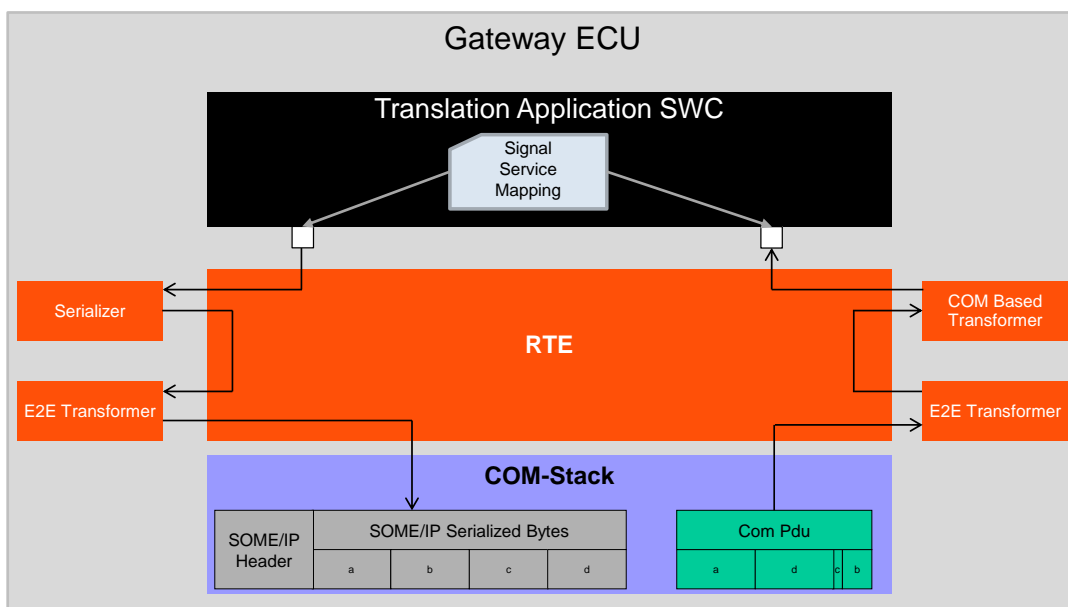 Gateway ECU
Translation Application SWC
Signal
Service
Mapping
Serializer
RTE
COM Based
Transformer
E2E Transformer
E2E Transformer
COM-Stack
SOME/IP
Header
SOME/IP Serialized Bytes
a
b
c
d
Com Pdu
a
d
c
b